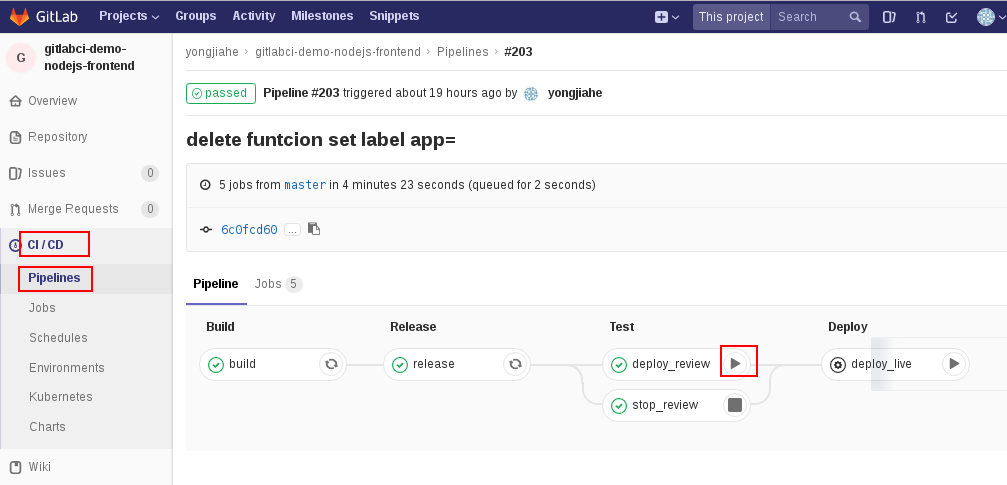 GitLab Projects Groups Activity Milestones Snippets This project Search
G gitlabci-demo-
nodejs-frontend
Overview
Repository
Issues 0
Merge Requests 0
CI / CD
Pipelines
Jobs
Schedules
Environments
Kubernetes
Charts
Wiki
yongjiahe › gitlabci-demo-nodejs-frontend › Pipelines › #203
passed Pipeline #203 triggered about 19 hours ago by yongjiahe
delete funtcion set label app=
5 jobs from master in 4 minutes 23 seconds (queued for 2 seconds)
6c0fcd60 ...
Pipeline Jobs 5
Build Release Test Deploy
build release deploy_review deploy_live
stop_review